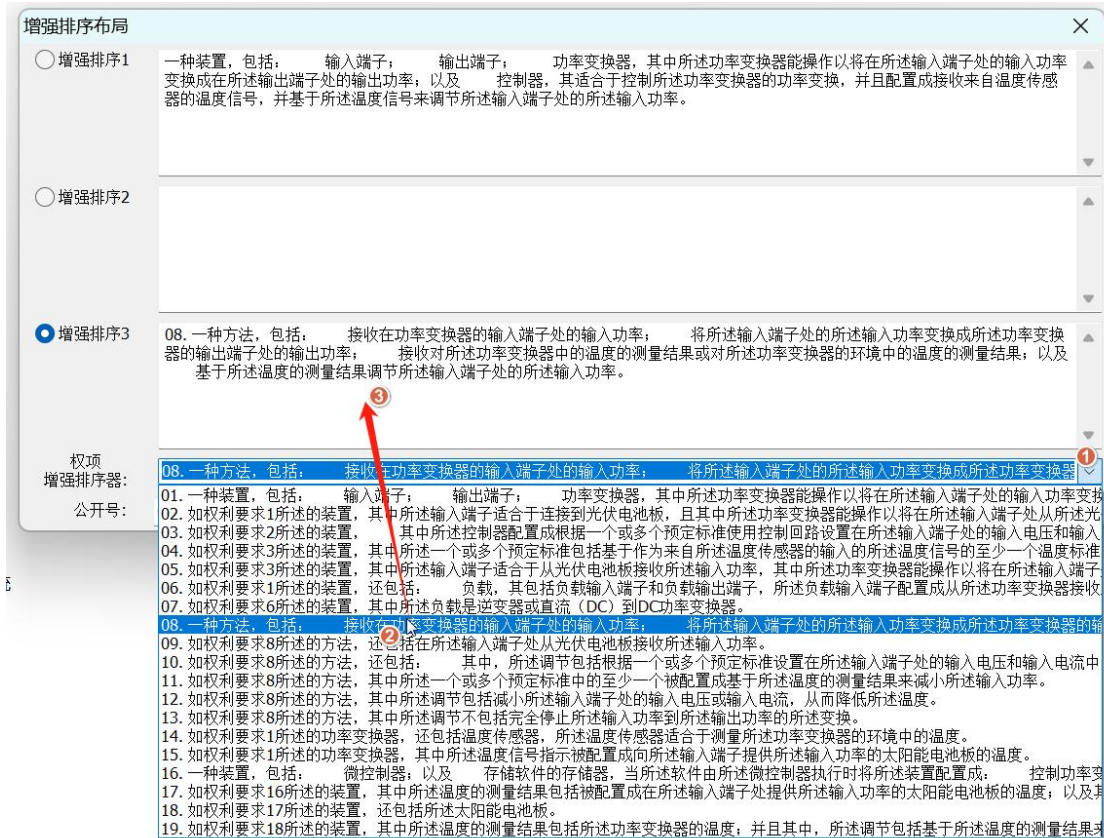 增强排序布局
增强排序1
一种装置，包括： 输入端子； 输出端子； 功率变换器，其中所述功率变换器能操作以将在所述输入端子处的输入功率
变换成在所述输出端子处的输出功率；以及 控制器，其适合于控制所述功率变换器的功率变换，并且配置成接收来自温度传感
器的温度信号，并基于所述温度信号来调节所述输入端子处的所述输入功率。
增强排序2
增强排序3
08. 一种方法，包括： 接收在功率变换器的输入端子处的输入功率； 将所述输入端子处的所述输入功率变换成所述功率变换
器的输出端子处的输出功率； 接收对所述功率变换器中的温度的测量结果或对所述功率变换器的环境中的温度的测量结果；以及
基于所述温度的测量结果调节所述输入端子处的所述输入功率。
3
权项
增强排序器：
1
08. 一种方法，包括： 接收在功率变换器的输入端子处的输入功率； 将所述输入端子处的所述输入功率变换成所述功率变换器
公开号：
01. 一种装置，包括： 输入端子； 输出端子； 功率变换器，其中所述功率变换器能操作以将在所述输入端子处的输入功率变换
02. 如权利要求1所述的装置，其中所述输入端子适合于连接到光伏电池板，且其中所述功率变换器能操作以将在所述输入端子处从所述光
03. 如权利要求2所述的装置， 其中所述控制器配置成根据一个或多个预定标准使用控制回路设置在所述输入端子处的输入电压和输入
04. 如权利要求3所述的装置，其中所述一个或多个预定标准包括基于作为来自所述温度传感器的输入的所述温度信号的至少一个温度标准
05. 如权利要求3所述的装置，其中所述输入端子适合于从光伏电池板接收所述输入功率，其中所述功率变换器能操作以将在所述输入端子
06. 如权利要求1所述的装置，还包括： 负载，其包括负载输入端子和负载输出端子，所述负载输入端子配置成从所述功率变换器接收
07. 如权利要求6所述的装置，其中所述负载是逆变器或直流（DC）到DC功率变换器。
08. 一种方法，包括： 接收在功率变换器的输入端子处的输入功率； 将所述输入端子处的所述输入功率变换成所述功率变换器的输
2
09. 如权利要求8所述的方法，还包括在所述输入端子处从光伏电池板接收所述输入功率。
10. 如权利要求8所述的方法，还包括： 其中，所述调节包括根据一个或多个预定标准设置在所述输入端子处的输入电压和输入电流中
11. 如权利要求8所述的方法，其中所述一个或多个预定标准中的至少一个被配置成基于所述温度的测量结果来减小所述输入功率。
12. 如权利要求8所述的方法，其中所述调节包括减小所述输入端子处的输入电压或输入电流，从而降低所述温度。
13. 如权利要求8所述的方法，其中所述调节不包括完全停止所述输入功率到所述输出功率的所述变换。
14. 如权利要求1所述的功率变换器，还包括温度传感器，所述温度传感器适合于测量所述功率变换器的环境中的温度。
15. 如权利要求1所述的功率变换器，其中所述温度信号指示被配置成向所述输入端子提供所述输入功率的太阳能电池板的温度。
16. 一种装置，包括： 微控制器；以及 存储软件的存储器，当所述软件由所述微控制器执行时将所述装置配置成： 控制功率变
17. 如权利要求16所述的装置，其中所述温度的测量结果包括被配置成在所述输入端子处提供所述输入功率的太阳能电池板的温度；以及其
18. 如权利要求17所述的装置，还包括所述太阳能电池板。
19. 如权利要求18所述的装置，其中所述温度的测量结果包括所述功率变换器的温度；并且其中，所述调节包括基于所述温度的测量结果来